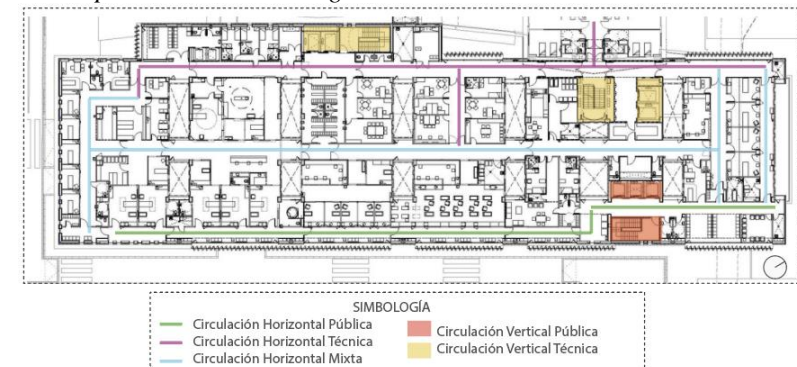 SIMBOLOGÍA
Circulación Horizontal Pública
Circulación Horizontal Técnica
Circulación Horizontal Mixta
Circulación Vertical Pública
Circulación Vertical Técnica